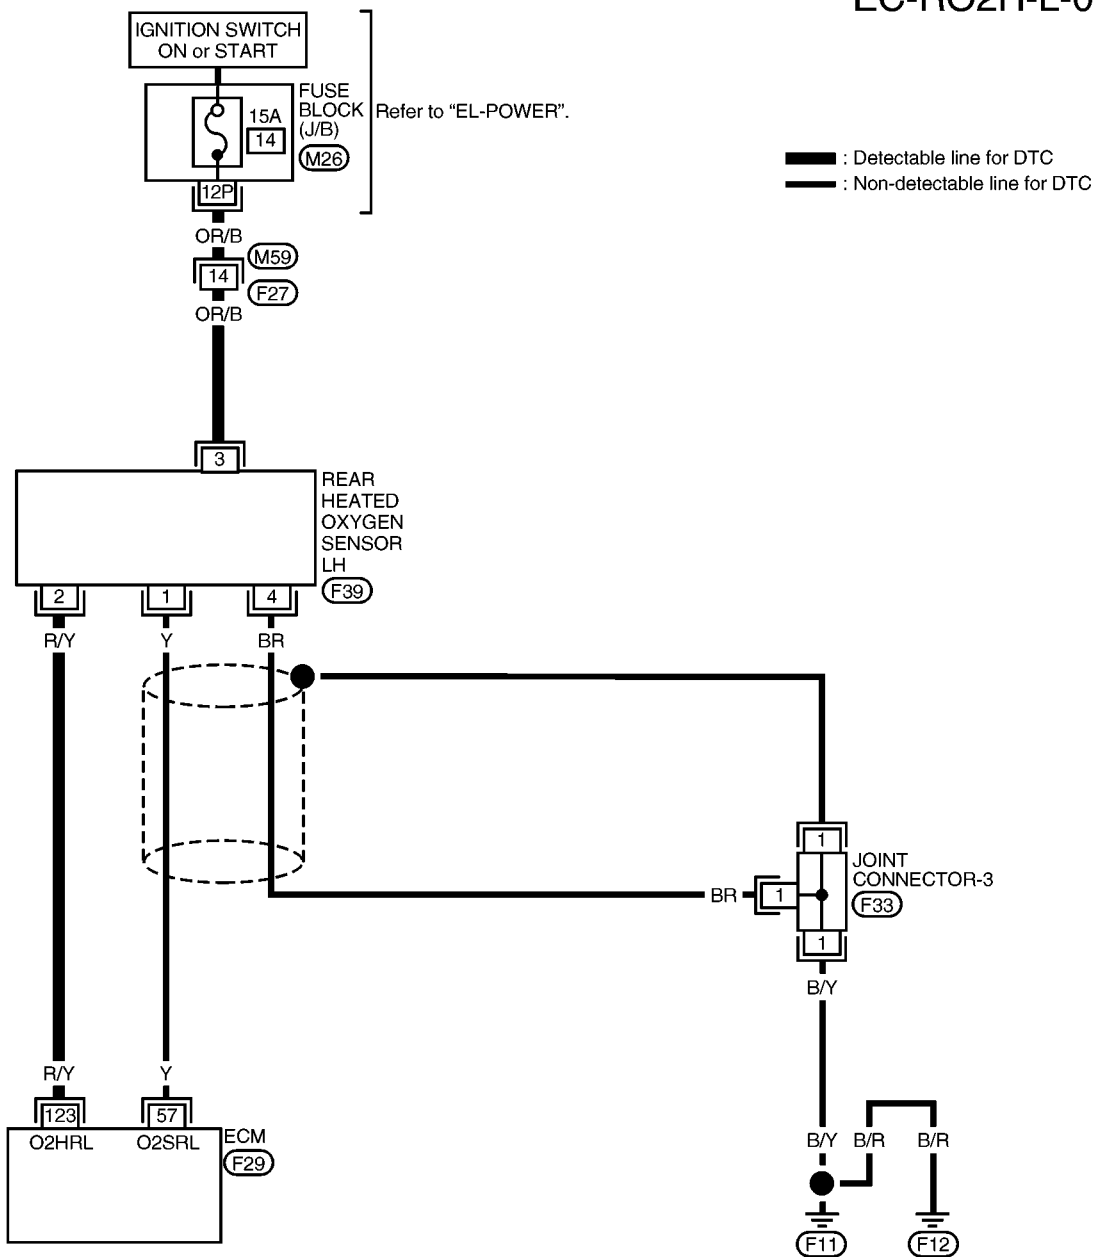 IGNITION SWITCH
ON or START
FUSE
BLOCK
(J/B)
M26
15A
14
Refer to “EL-POWER”.
12P
: Detectable line for DTC
: Non-detectable line for DTC
OR/B
M59
14
F27
OR/B
3
REAR
HEATED
OXYGEN
SENSOR
LH
F39
2 1 4
R/Y Y BR
1
JOINT
CONNECTOR-3
F33
BR 1
1
B/Y
R/Y Y
123 57
O2HRL O2SRL
ECM
F29
B/Y B/R B/R
F11 F12